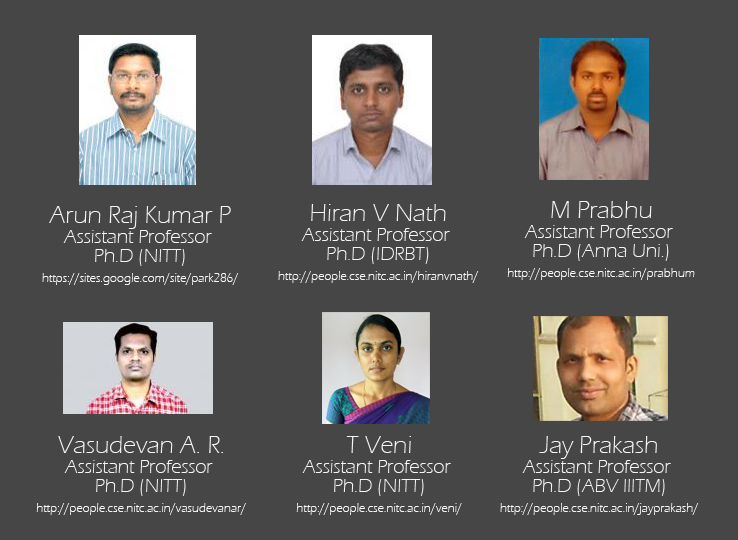 Arun Raj Kumar P
Assistant Professor
Ph.D (NITT)
https://sites.google.com/site/park286/
Hiran V Nath
Assistant Professor
Ph.D (IDRBT)
http://people.cse.nitc.ac.in/hiranvnath/
M Prabhu
Assistant Professor
Ph.D (Anna Uni.)
http://people.cse.nitc.ac.in/prabhum
Vasudevan A. R.
Assistant Professor
Ph.D (NITT)
http://people.cse.nitc.ac.in/vasudevanar/
T Veni
Assistant Professor
Ph.D (NITT)
http://people.cse.nitc.ac.in/veni/
Jay Prakash
Assistant Professor
Ph.D (ABV IIITM)
http://people.cse.nitc.ac.in/jayprakash/